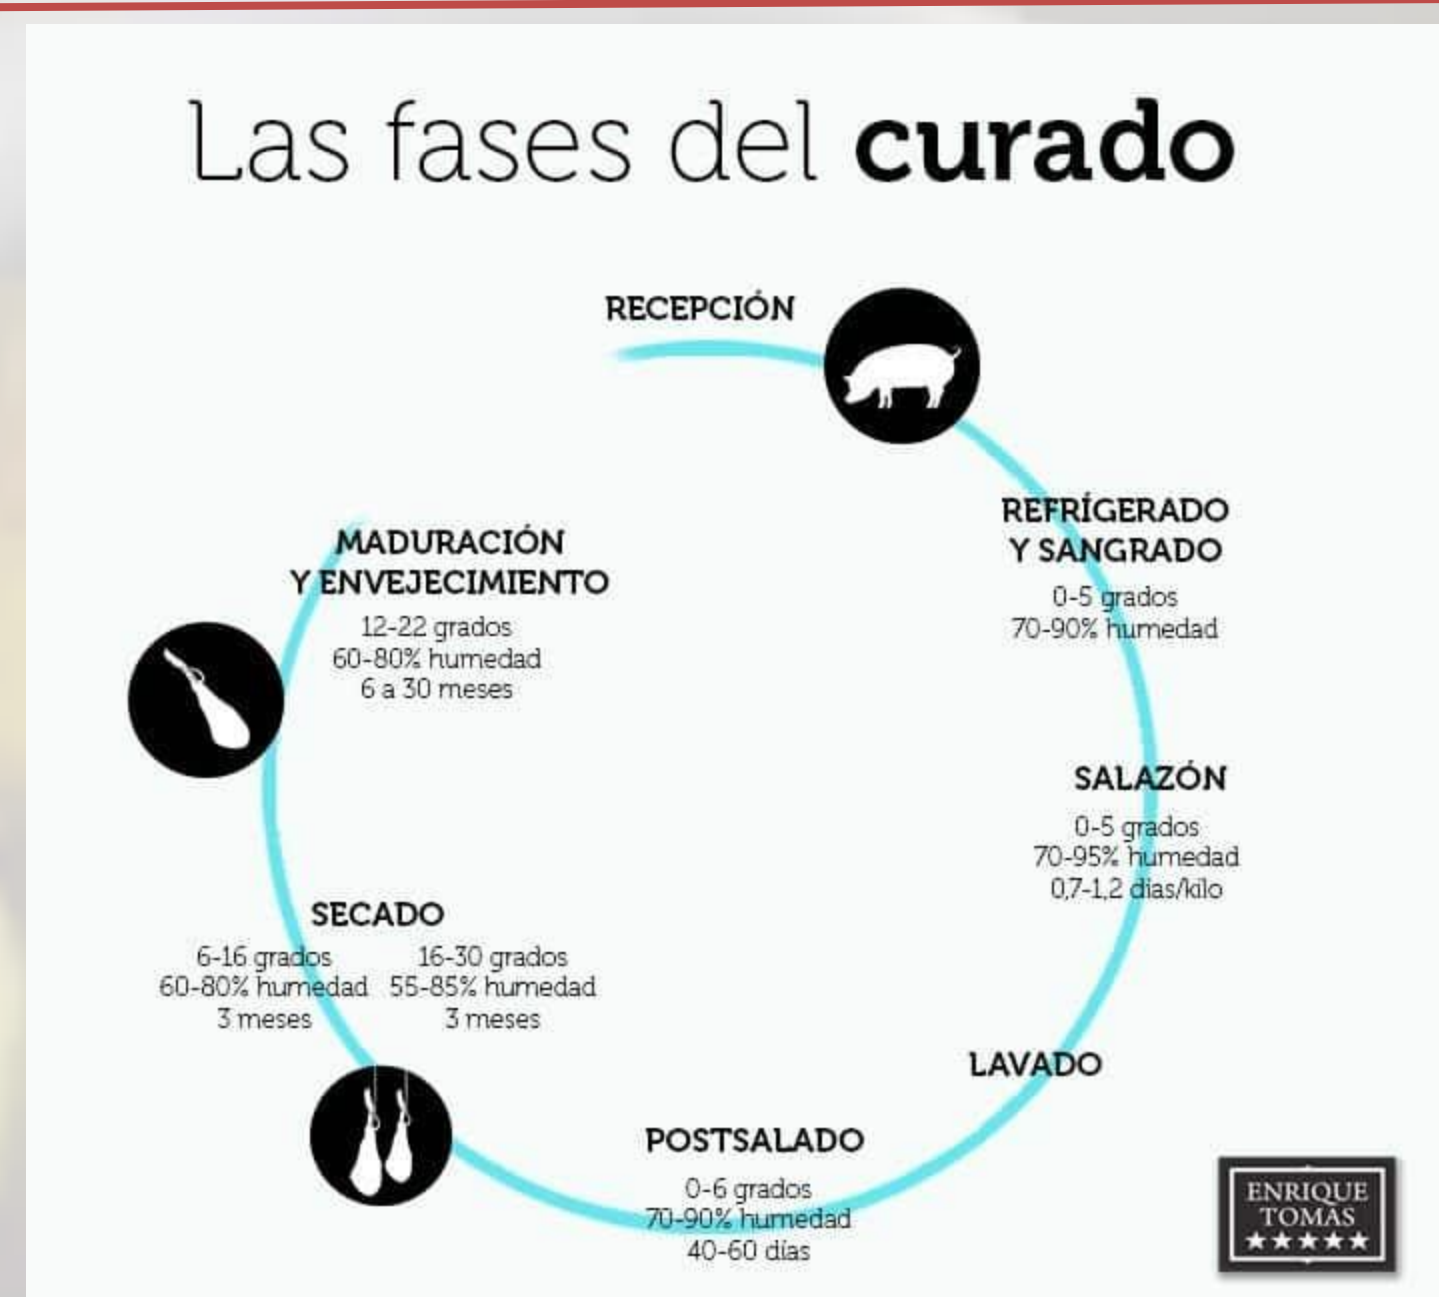 Las fases del curado
RECEPCIÓN
REFRÍGERADO
Y SANGRADO
0-5 grados
70-90% humedad
SALAZÓN
0-5 grados
70-95% humedad
0,7-1,2 días/kilo
LAVADO
POSTSALADO
0-6 grados
70-90% humedad
40-60 días
SECADO
6-16 grados
60-80% humedad
3 meses
16-30 grados
55-85% humedad
3 meses
MADURACIÓN
Y ENVEJECIMIENTO
12-22 grados
60-80% humedad
6 a 30 meses
ENRIQUE
TOMÁS